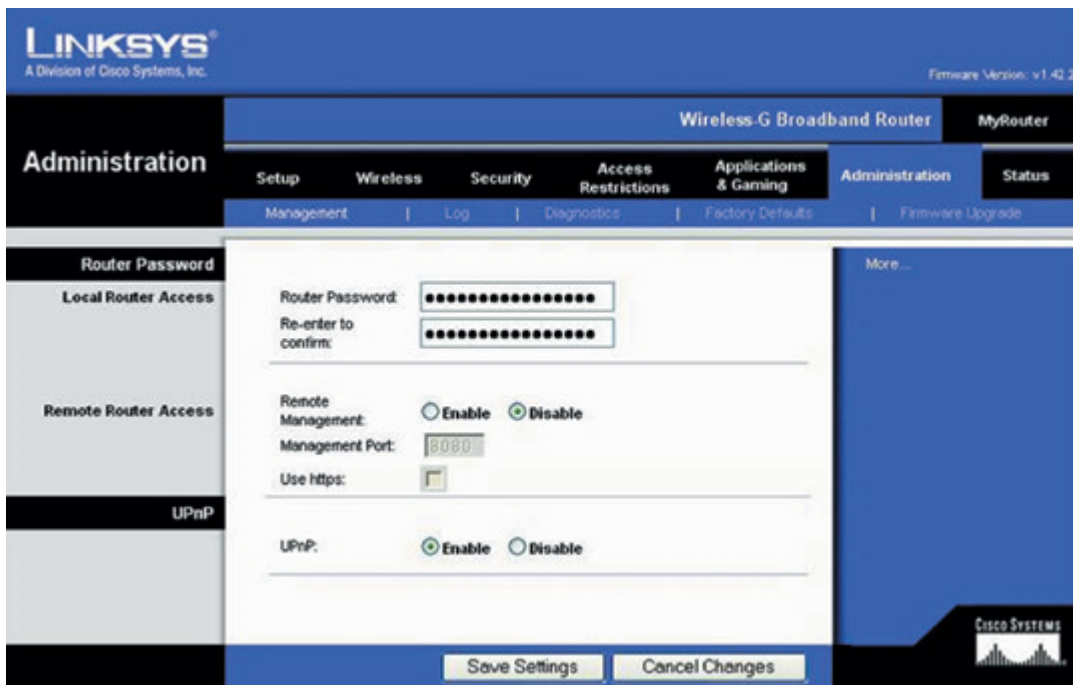 LINKSYS®
A Division of Cisco Systems, Inc.
Firmware Version: v1.42.2
Wireless-G Broadband Router
MyRouter
Administration
Setup
Wireless
Security
Access Restrictions
Applications & Gaming
Administration
Status
Management | Log | Diagnostics | Factory Defaults | Firmware Upgrade
Router Password
More...
Local Router Access
Router Password:
Re-enter to
confirm:
Remote Router Access
Remote
Management:
Enable
Disable
Management Port:
8080
Use https:
UPnP
UPnP:
Enable
Disable
CISCO SYSTEMS
Save Settings
Cancel Changes